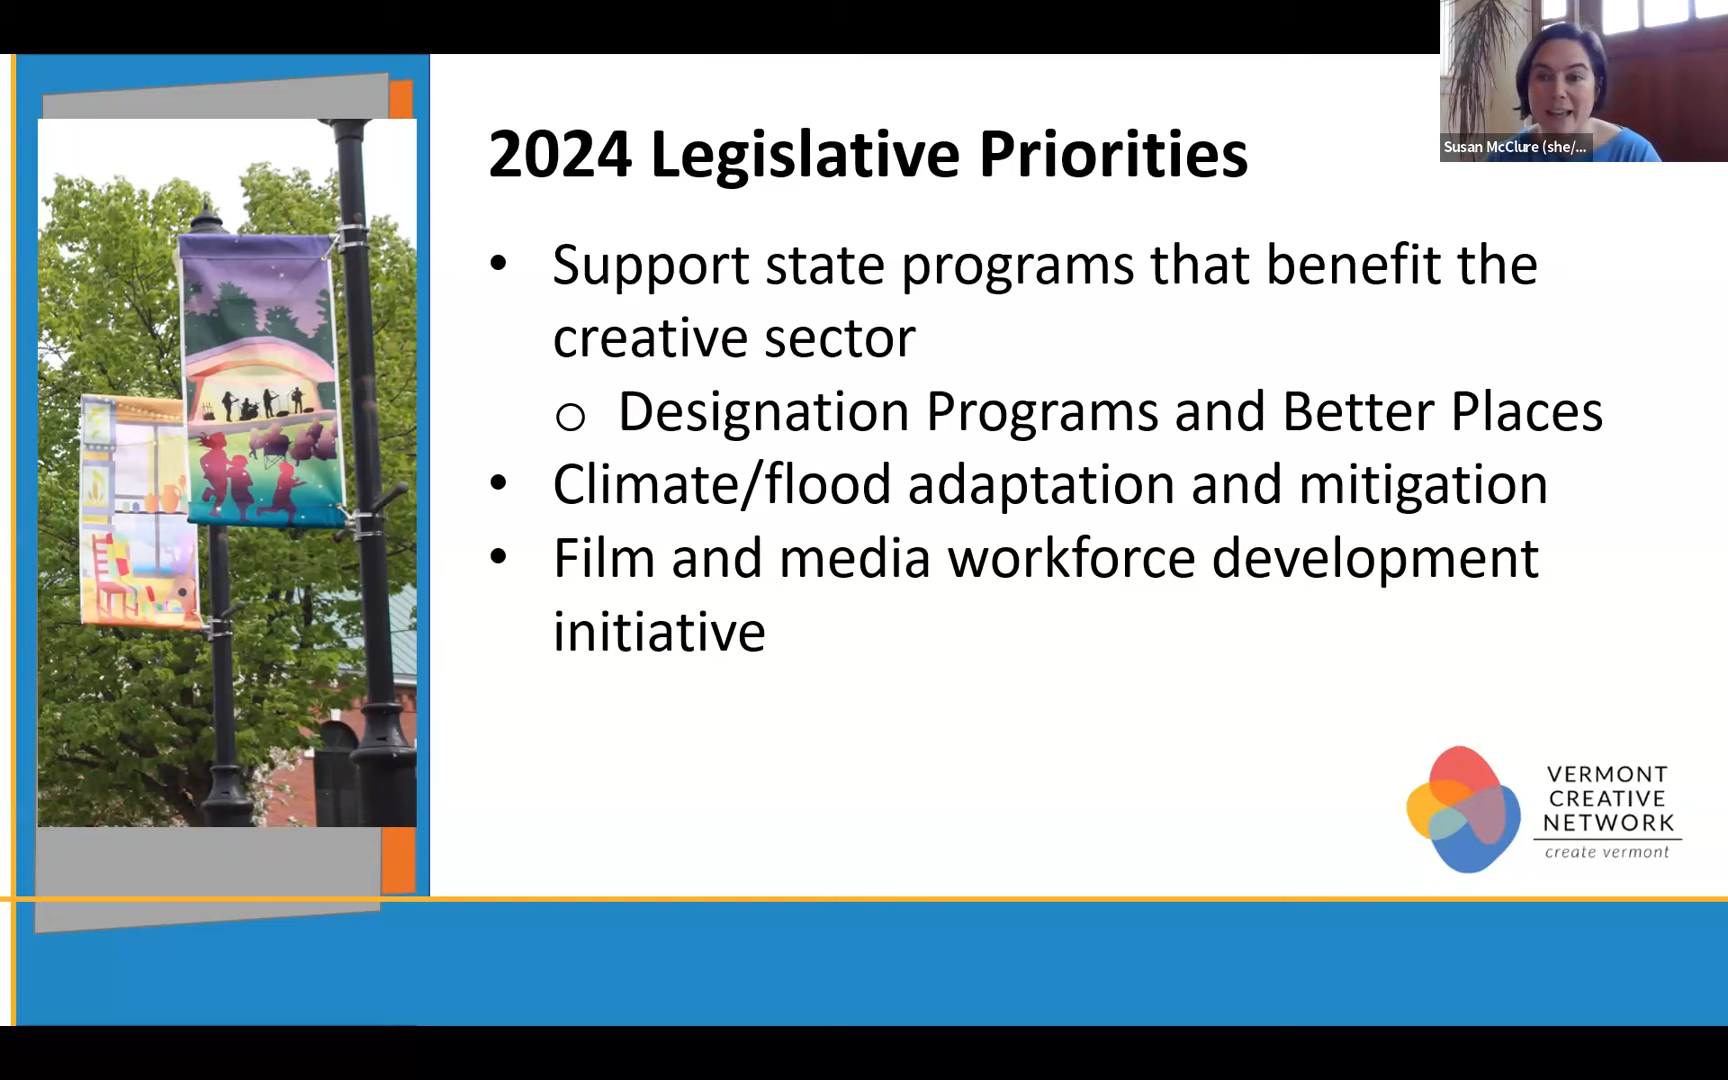 2024 Legislative Priorities
• Support state programs that benefit the
creative sector
o Designation Programs and Better Places
• Climate/flood adaptation and mitigation
• Film and media workforce development
initiative
Susan McClure (she/...
VERMONT
CREATIVE
NETWORK
create vermont